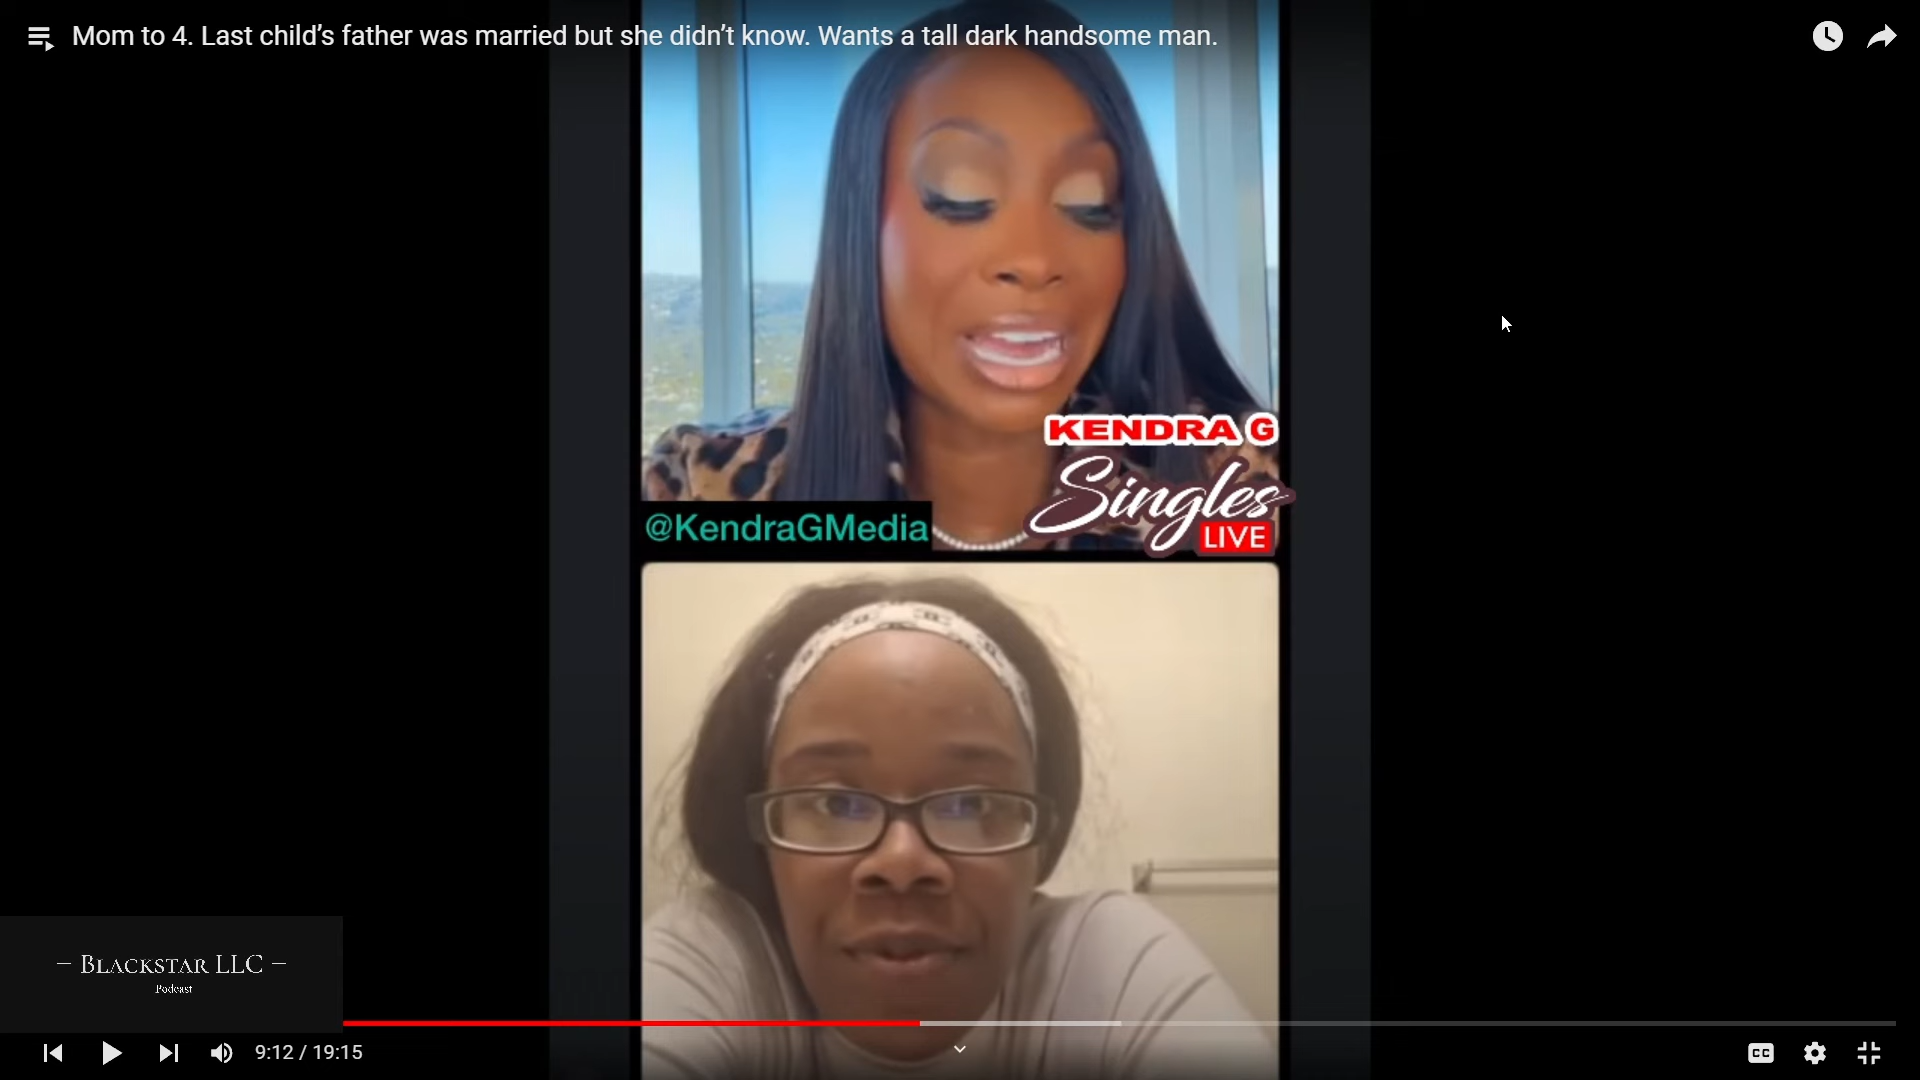 Mom to 4. Last child’s father was married but she didn’t know. Wants a tall dark handsome man.
KENDRA G
Singles
LIVE
@KendraGMedia
– BLACKSTAR LLC –
Podcast
9:12 / 19:15
CC